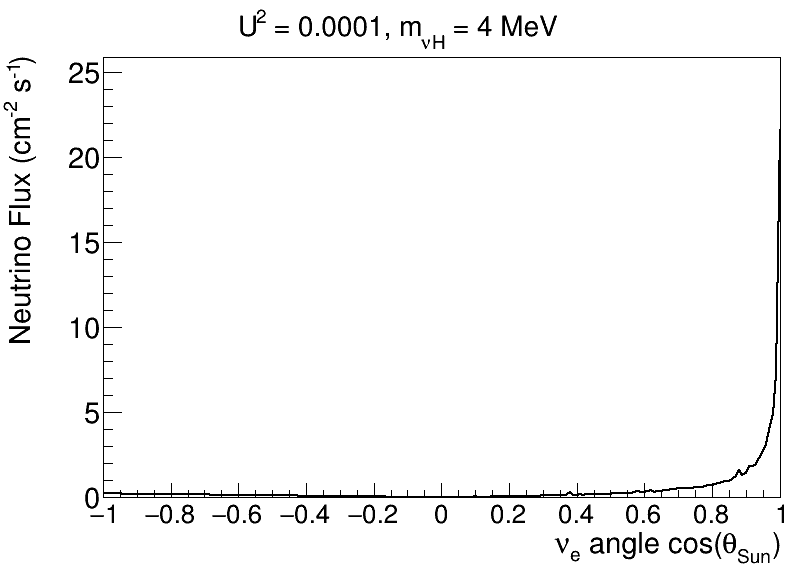 U² = 0.0001, m_νH = 4 MeV
Neutrino Flux (cm⁻² s⁻¹)
25
20
15
10
5
0
−1 −0.8 −0.6 −0.4 −0.2 0 0.2 0.4 0.6 0.8 1
ν_e angle cos(θ_Sun)